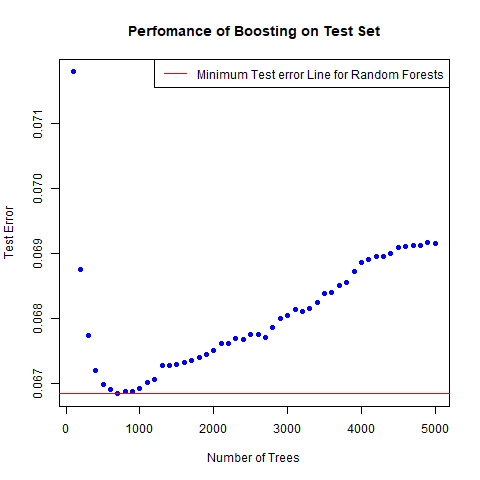 Perfomance of Boosting on Test Set
Minimum Test error Line for Random Forests
0.071
0.070
0.069
0.068
0.067
Test Error
0 1000 2000 3000 4000 5000
Number of Trees